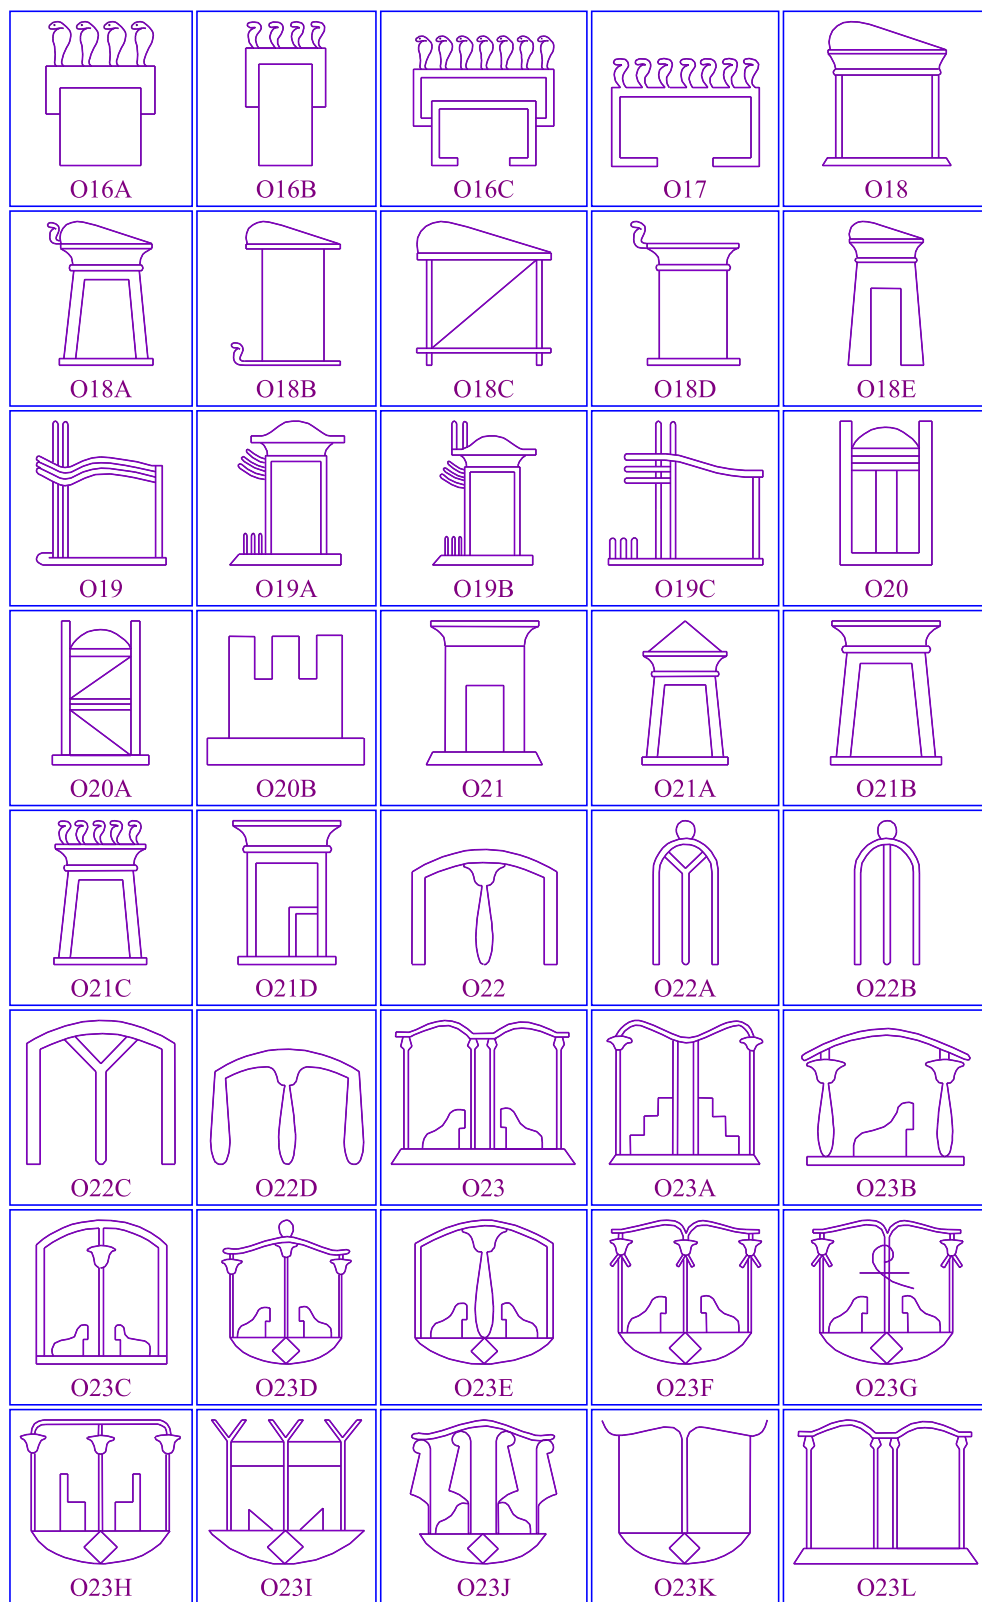 O16A O16B O16C O17 O18
O18A O18B O18C O18D O18E
O19 O19A O19B O19C O20
O20A O20B O21 O21A O21B
O21C O21D O22 O22A O22B
O22C O22D O23 O23A O23B
O23C O23D O23E O23F O23G
O23H O23I O23J O23K O23L